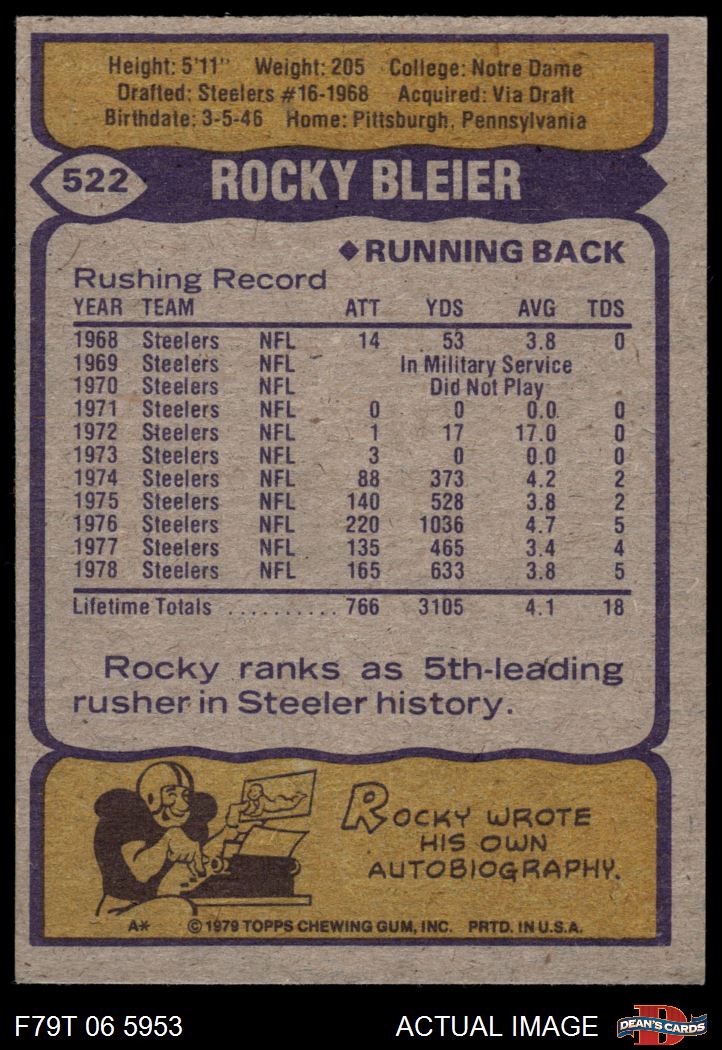 Height: 5'11" Weight: 205 College: Notre Dame
Drafted: Steelers #16-1968 Acquired: Via Draft
Birthdate: 3-5-46 Home: Pittsburgh, Pennsylvania
522 ROCKY BLEIER
◆RUNNING BACK
Rushing Record
YEAR TEAM ATT YDS AVG TDS
1968 Steelers NFL 14 53 3.8 0
1969 Steelers NFL In Military Service
1970 Steelers NFL Did Not Play
1971 Steelers NFL 0 0 0.0 0
1972 Steelers NFL 1 17 17.0 0
1973 Steelers NFL 3 0 0.0 0
1974 Steelers NFL 88 373 4.2 2
1975 Steelers NFL 140 528 3.8 2
1976 Steelers NFL 220 1036 4.7 5
1977 Steelers NFL 135 465 3.4 4
1978 Steelers NFL 165 633 3.8 5
Lifetime Totals .......... 766 3105 4.1 18
Rocky ranks as 5th-leading
rusher in Steeler history.
ROCKY WROTE
HIS OWN
AUTOBIOGRAPHY.
A* © 1979 TOPPS CHEWING GUM, INC. PRTD. IN U.S.A.
F79T 06 5953 ACTUAL IMAGE D DEAN'S CARDS